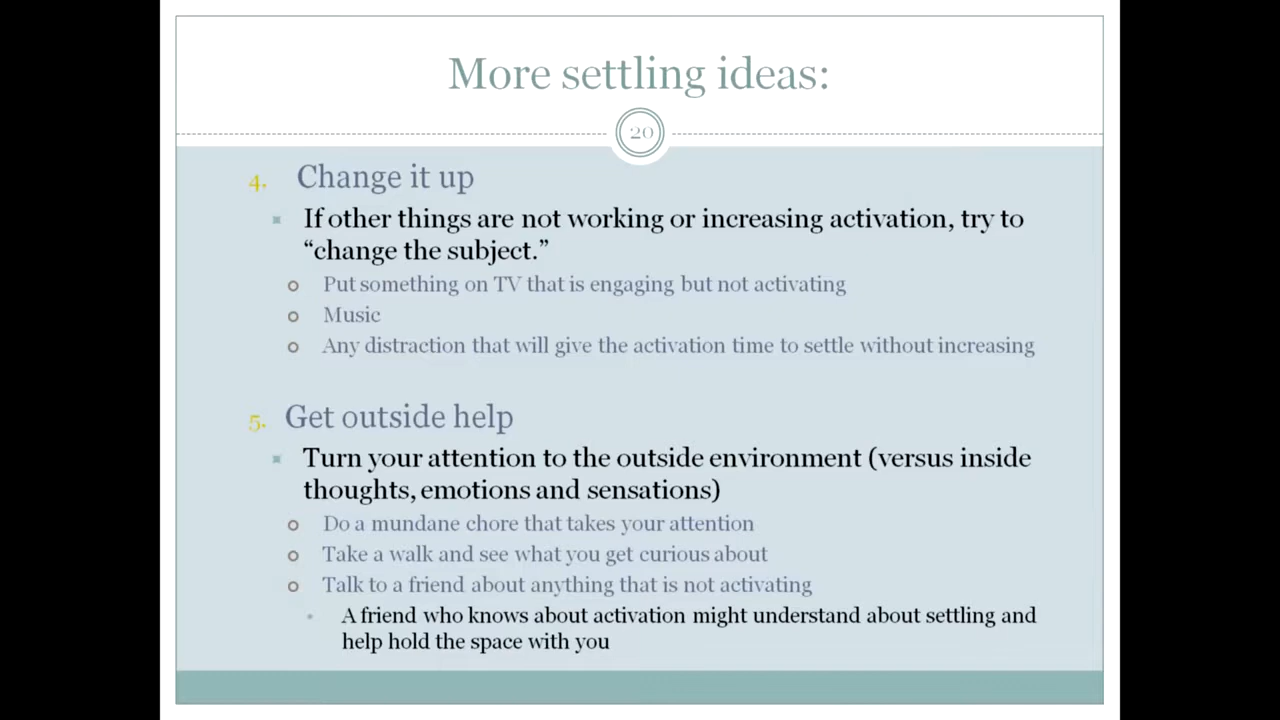 More settling ideas:
20
4. Change it up
If other things are not working or increasing activation, try to
“change the subject.”
Put something on TV that is engaging but not activating
Music
Any distraction that will give the activation time to settle without increasing
5. Get outside help
Turn your attention to the outside environment (versus inside
thoughts, emotions and sensations)
Do a mundane chore that takes your attention
Take a walk and see what you get curious about
Talk to a friend about anything that is not activating
A friend who knows about activation might understand about settling and
help hold the space with you